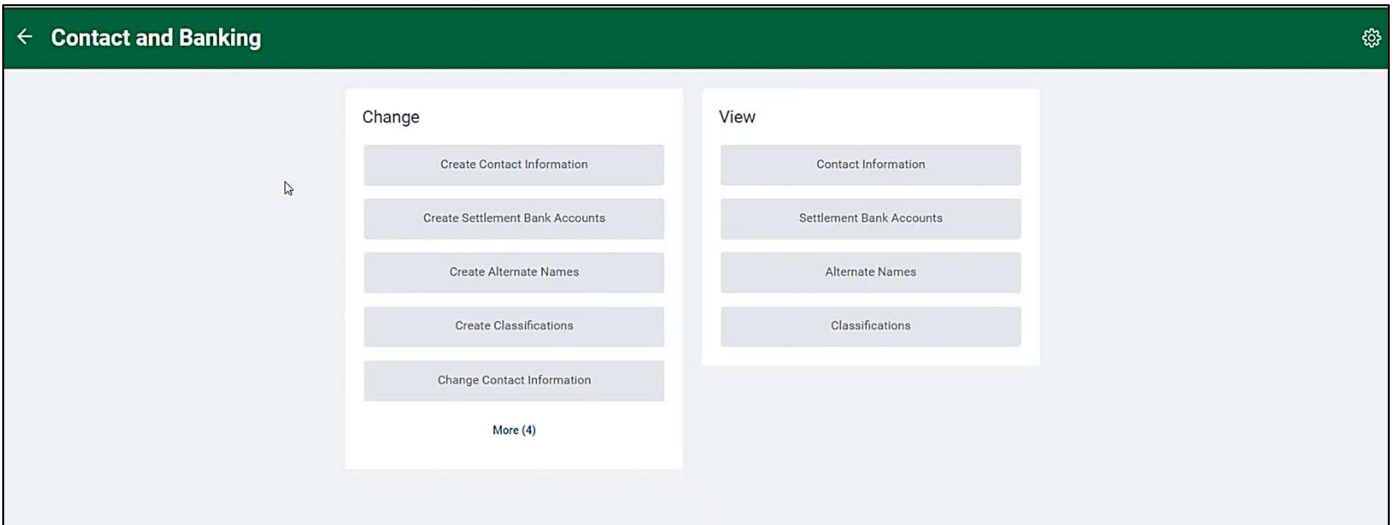 Contact and Banking
Change
Create Contact Information
Create Settlement Bank Accounts
Create Alternate Names
Create Classifications
Change Contact Information
More (4)
View
Contact Information
Settlement Bank Accounts
Alternate Names
Classifications